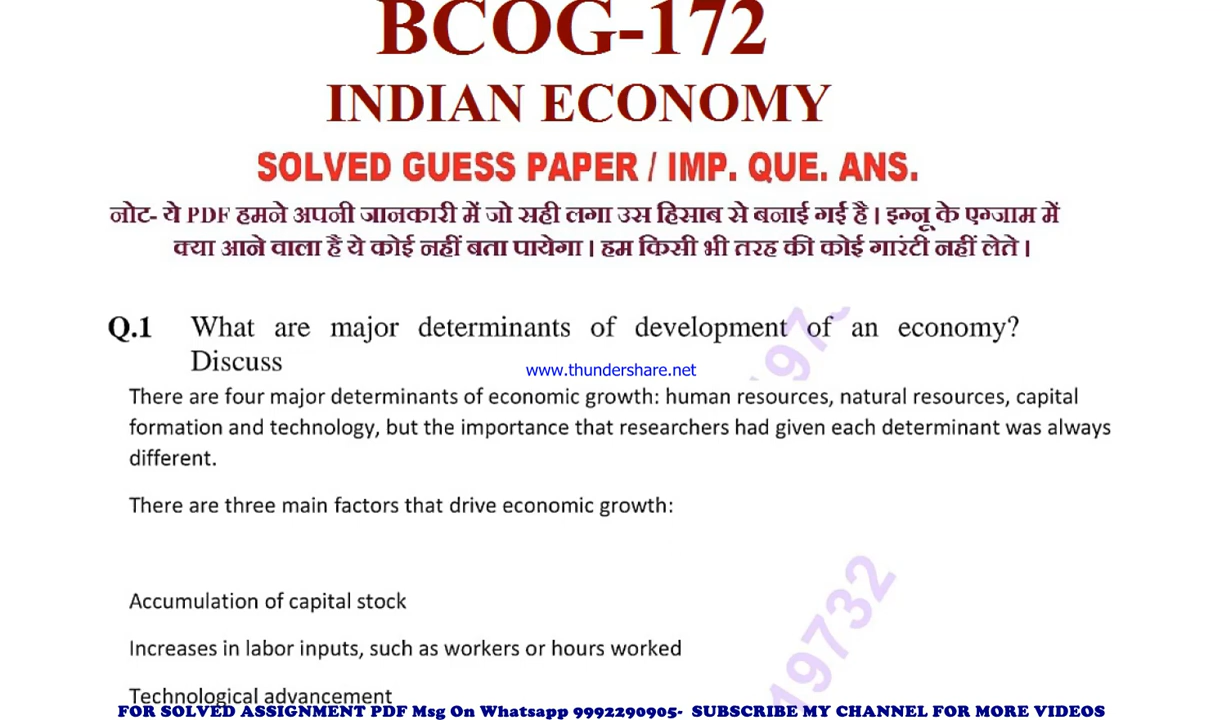 BCOG-172
INDIAN ECONOMY
SOLVED GUESS PAPER / IMP. QUE. ANS.
नोट- ये PDF हमने अपनी जानकारी में जो सही लगा उस हिसाब से बनाई गई है। इग्नू के एग्जाम में
क्या आने वाला है ये कोई नहीं बता पायेगा। हम किसी भी तरह की कोई गारंटी नहीं लेते।
Q.1 What are major determinants of development of an economy?
Discuss
www.thundershare.net
There are four major determinants of economic growth: human resources, natural resources, capital
formation and technology, but the importance that researchers had given each determinant was always
different.
There are three main factors that drive economic growth:
Accumulation of capital stock
Increases in labor inputs, such as workers or hours worked
49732
Technological advancement
FOR SOLVED ASSIGNMENT PDF Msg On Whatsapp 9992290905- SUBSCRIBE MY CHANNEL FOR MORE VIDEOS